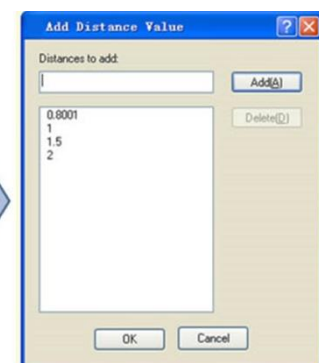 Add Distance Value
Distances to add:
Add(A)
0.8001
1
1.5
2
Delete(D)
OK
Cancel